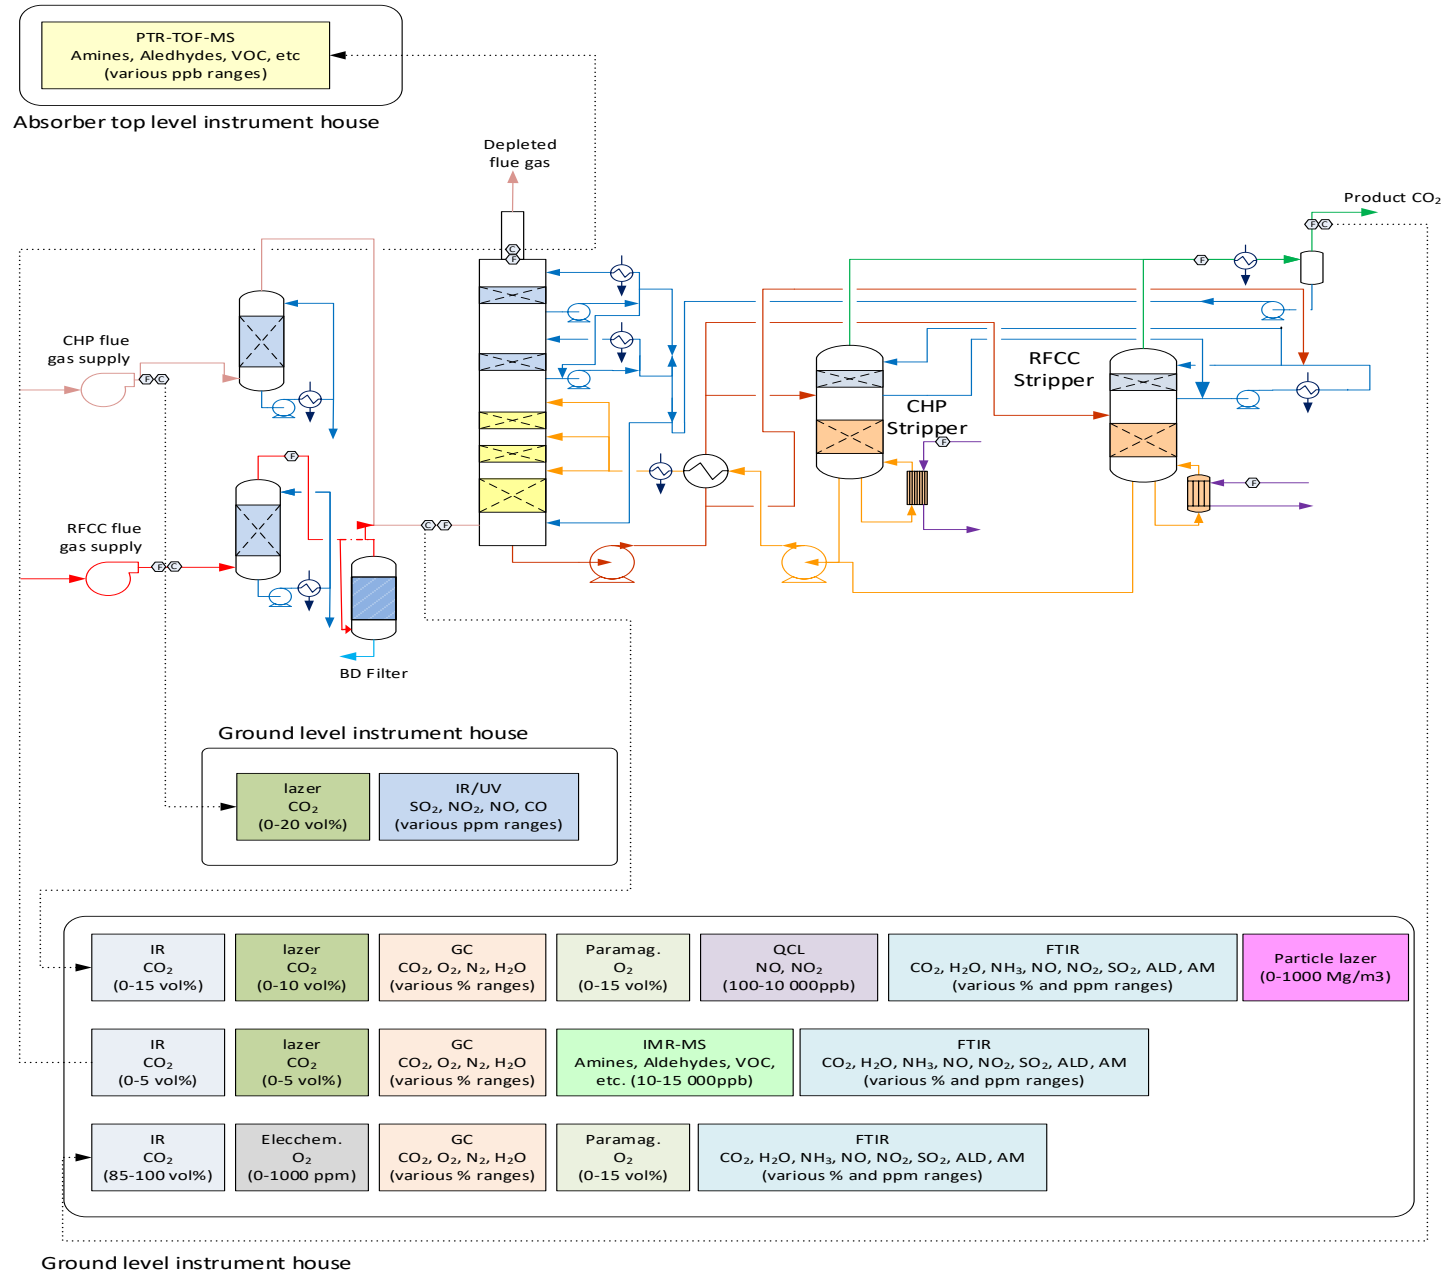 PTR-TOF-MS
Amines, Aledhydes, VOC, etc
(various ppb ranges)
Absorber top level instrument house
Depleted
flue gas
Product CO₂
C
F
F C
F
CHP flue
gas supply
F C
RFCC
Stripper
CHP
Stripper
F
F
F
RFCC flue
gas supply
F C
C F
BD Filter
Ground level instrument house
lazer
CO₂
(0-20 vol%)
IR/UV
SO₂, NO₂, NO, CO
(various ppm ranges)
IR
CO₂
(0-15 vol%)
lazer
CO₂
(0-10 vol%)
GC
CO₂, O₂, N₂, H₂O
(various % ranges)
Paramag.
O₂
(0-15 vol%)
QCL
NO, NO₂
(100-10 000ppb)
FTIR
CO₂, H₂O, NH₃, NO, NO₂, SO₂, ALD, AM
(various % and ppm ranges)
Particle lazer
(0-1000 Mg/m3)
IR
CO₂
(0-5 vol%)
lazer
CO₂
(0-5 vol%)
GC
CO₂, O₂, N₂, H₂O
(various % ranges)
IMR-MS
Amines, Aldehydes, VOC,
etc. (10-15 000ppb)
FTIR
CO₂, H₂O, NH₃, NO, NO₂, SO₂, ALD, AM
(various % and ppm ranges)
IR
CO₂
(85-100 vol%)
Elecchem.
O₂
(0-1000 ppm)
GC
CO₂, O₂, N₂, H₂O
(various % ranges)
Paramag.
O₂
(0-15 vol%)
FTIR
CO₂, H₂O, NH₃, NO, NO₂, SO₂, ALD, AM
(various % and ppm ranges)
Ground level instrument house